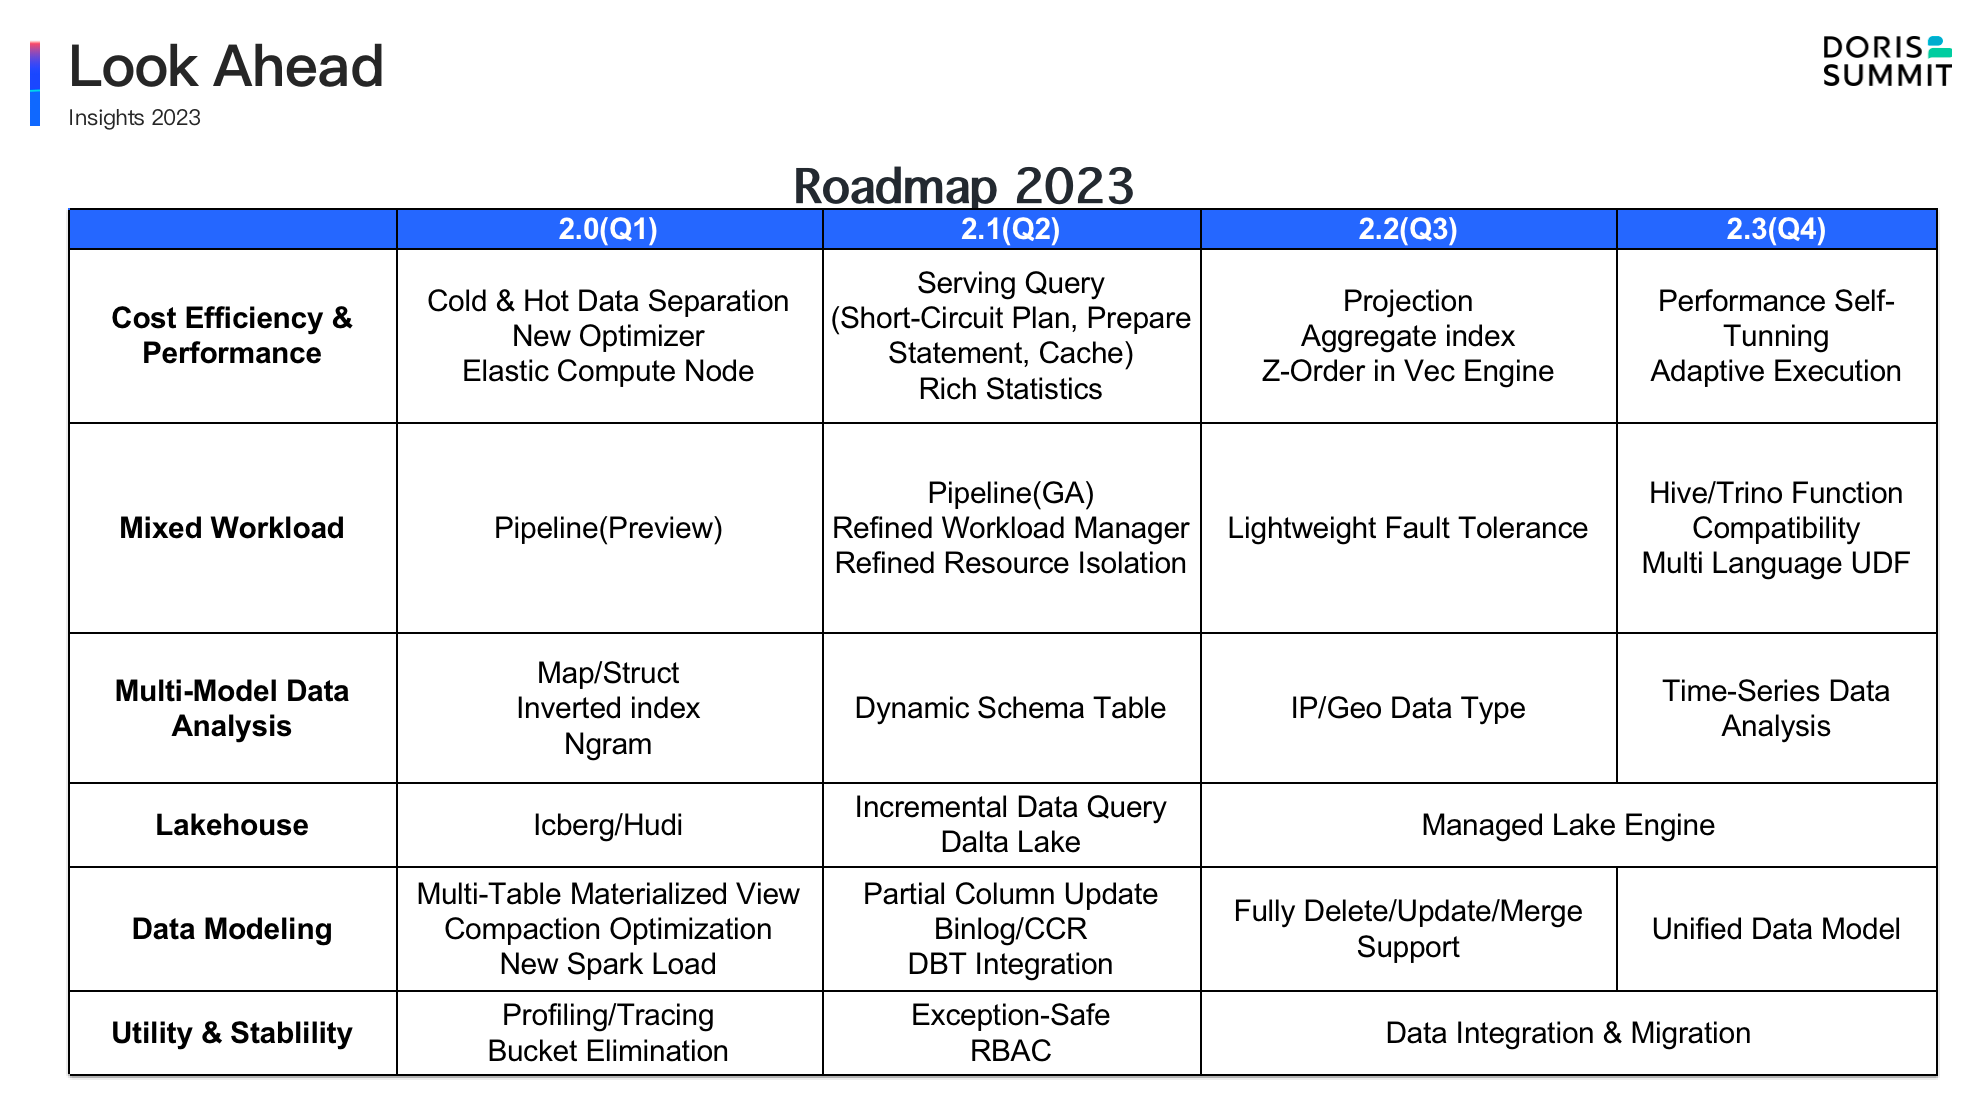 Look Ahead
Insights 2023
DORIS
SUMMIT
Roadmap 2023
2.0(Q1)
2.1(Q2)
2.2(Q3)
2.3(Q4)
Cost Efficiency &
Performance
Cold & Hot Data Separation
New Optimizer
Elastic Compute Node
Serving Query
(Short-Circuit Plan, Prepare
Statement, Cache)
Rich Statistics
Projection
Aggregate index
Z-Order in Vec Engine
Performance Self-
Tunning
Adaptive Execution
Mixed Workload
Pipeline(Preview)
Pipeline(GA)
Refined Workload Manager
Refined Resource Isolation
Lightweight Fault Tolerance
Hive/Trino Function
Compatibility
Multi Language UDF
Multi-Model Data
Analysis
Map/Struct
Inverted index
Ngram
Dynamic Schema Table
IP/Geo Data Type
Time-Series Data
Analysis
Lakehouse
Icberg/Hudi
Incremental Data Query
Dalta Lake
Managed Lake Engine
Data Modeling
Multi-Table Materialized View
Compaction Optimization
New Spark Load
Partial Column Update
Binlog/CCR
DBT Integration
Fully Delete/Update/Merge
Support
Unified Data Model
Utility & Stablility
Profiling/Tracing
Bucket Elimination
Exception-Safe
RBAC
Data Integration & Migration